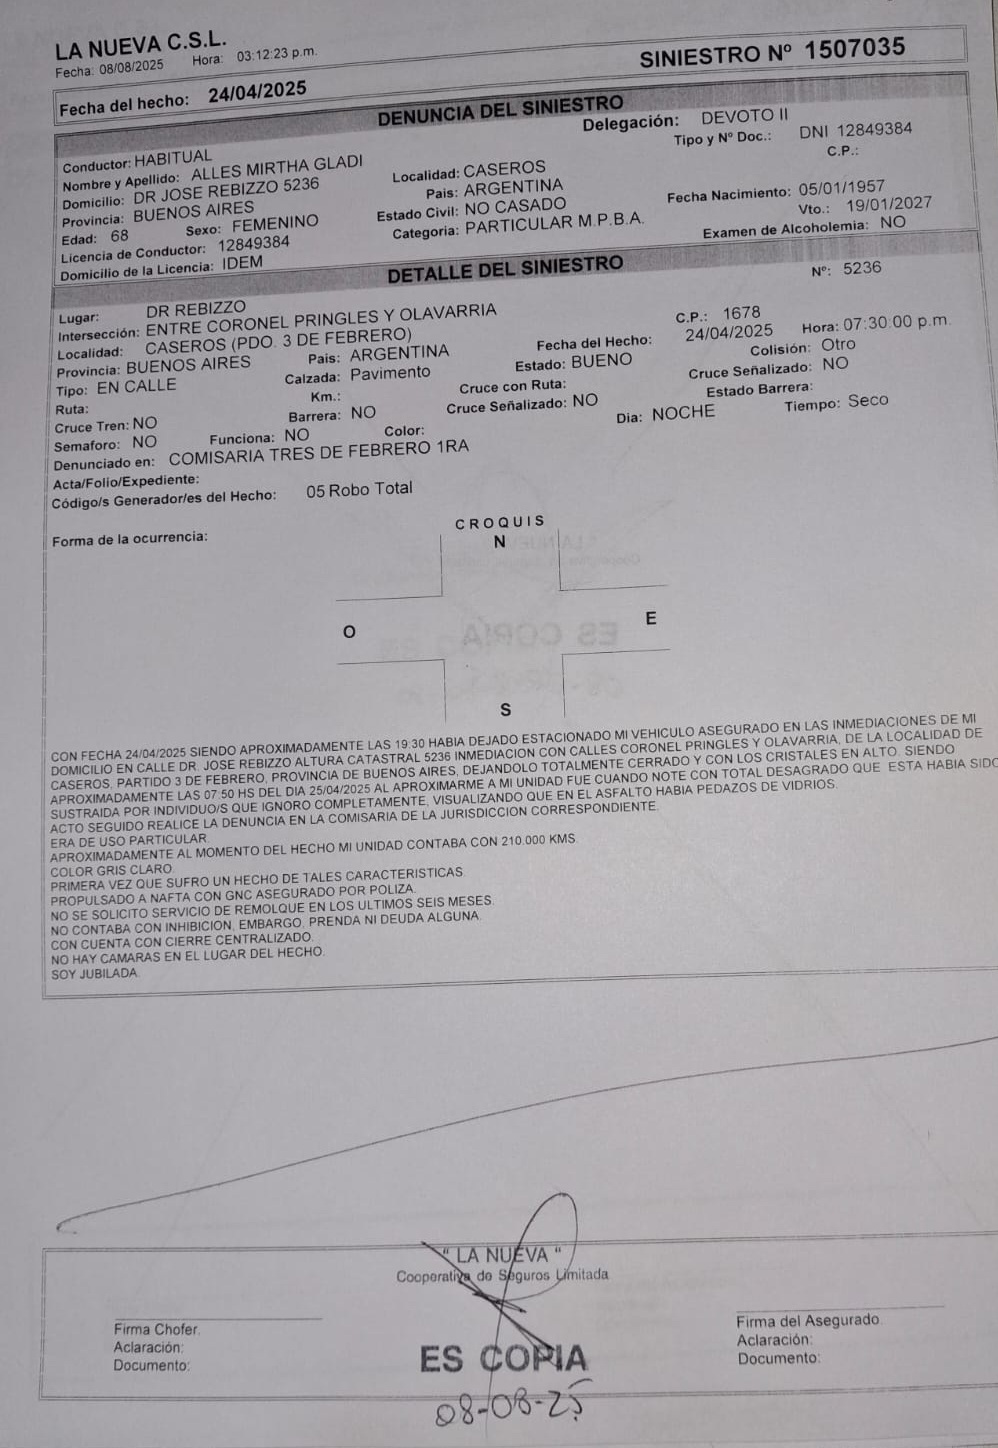 LA NUEVA C.S.L.
Fecha: 08/08/2025 Hora: 03:12:23 p.m.
SINIESTRO Nº 1507035
Fecha del hecho: 24/04/2025
DENUNCIA DEL SINIESTRO
Conductor: HABITUAL Delegación: DEVOTO II
Nombre y Apellido: ALLES MIRTHA GLADI Tipo y Nº Doc.: DNI 12849384
Domicilio: DR JOSE REBIZZO 5236 Localidad: CASEROS C.P.:
Provincia: BUENOS AIRES Pais: ARGENTINA Fecha Nacimiento: 05/01/1957
Edad: 68 Sexo: FEMENINO Estado Civil: NO CASADO Vto.: 19/01/2027
Licencia de Conductor: 12849384 Categoria: PARTICULAR M.P.B.A. Examen de Alcoholemia: NO
Domicilio de la Licencia: IDEM
DETALLE DEL SINIESTRO
Lugar: DR REBIZZO Nº: 5236
Intersección: ENTRE CORONEL PRINGLES Y OLAVARRIA
Localidad: CASEROS (PDO. 3 DE FEBRERO) C.P.: 1678
Provincia: BUENOS AIRES Pais: ARGENTINA Fecha del Hecho: 24/04/2025 Hora: 07:30:00 p.m.
Tipo: EN CALLE Calzada: Pavimento Estado: BUENO Colisión: Otro
Ruta: Km.: Cruce con Ruta: Cruce Señalizado: NO
Cruce Tren: NO Barrera: NO Cruce Señalizado: NO Estado Barrera:
Semaforo: NO Funciona: NO Color: Dia: NOCHE Tiempo: Seco
Denunciado en: COMISARIA TRES DE FEBRERO 1RA
Acta/Folio/Expediente:
Código/s Generador/es del Hecho: 05 Robo Total
CROQUIS
Forma de la ocurrencia:
N
O
E
S
CON FECHA 24/04/2025 SIENDO APROXIMADAMENTE LAS 19:30 HABIA DEJADO ESTACIONADO MI VEHICULO ASEGURADO EN LAS INMEDIACIONES DE MI
DOMICILIO EN CALLE DR. JOSE REBIZZO ALTURA CATASTRAL 5236 INMEDIACION CON CALLES CORONEL PRINGLES Y OLAVARRIA, DE LA LOCALIDAD DE
CASEROS, PARTIDO 3 DE FEBRERO, PROVINCIA DE BUENOS AIRES, DEJANDOLO TOTALMENTE CERRADO Y CON LOS CRISTALES EN ALTO. SIENDO
APROXIMADAMENTE LAS 07:50 HS DEL DIA 25/04/2025 AL APROXIMARME A MI UNIDAD FUE CUANDO NOTE CON TOTAL DESAGRADO QUE ESTA HABIA SIDO
SUSTRAIDA POR INDIVIDUO/S QUE IGNORO COMPLETAMENTE, VISUALIZANDO QUE EN EL ASFALTO HABIA PEDAZOS DE VIDRIOS.
ACTO SEGUIDO REALICE LA DENUNCIA EN LA COMISARIA DE LA JURISDICCION CORRESPONDIENTE.
ERA DE USO PARTICULAR.
APROXIMADAMENTE AL MOMENTO DEL HECHO MI UNIDAD CONTABA CON 210.000 KMS.
COLOR GRIS CLARO.
PRIMERA VEZ QUE SUFRO UN HECHO DE TALES CARACTERISTICAS.
PROPULSADO A NAFTA CON GNC ASEGURADO POR POLIZA.
NO SE SOLICITO SERVICIO DE REMOLQUE EN LOS ULTIMOS SEIS MESES.
NO CONTABA CON INHIBICION, EMBARGO, PRENDA NI DEUDA ALGUNA.
CON CUENTA CON CIERRE CENTRALIZADO.
NO HAY CAMARAS EN EL LUGAR DEL HECHO.
SOY JUBILADA.
" LA NUEVA "
Cooperativa de Seguros Limitada
Firma Chofer. Firma del Asegurado.
Aclaración: Aclaración:
Documento: Documento:
ES COPIA
08-08-25